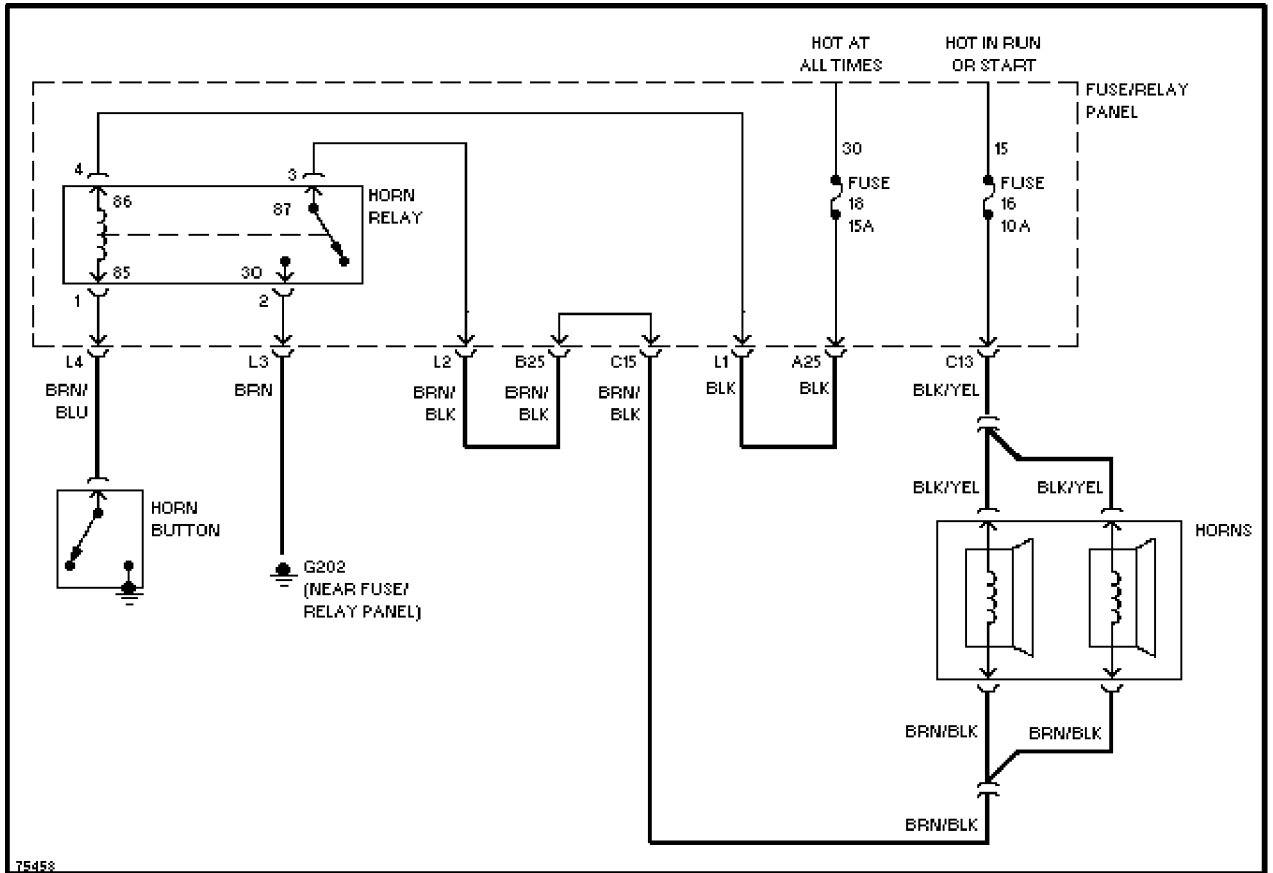 HOT AT
ALL TIMES
HOT IN RUN
OR START
FUSE/RELAY
PANEL
30
15
FUSE
18
15A
FUSE
16
10A
4
3
86
87
HORN
RELAY
85
30
1
2
L4
L3
L2
B25
C15
L1
A25
C13
BRN/
BLU
BRN
BRN/
BLK
BRN/
BLK
BRN/
BLK
BLK
BLK
BLK/YEL
BLK/YEL
BLK/YEL
HORN
BUTTON
HORNS
G202
(NEAR FUSE/
RELAY PANEL)
BRN/BLK
BRN/BLK
BRN/BLK
75458